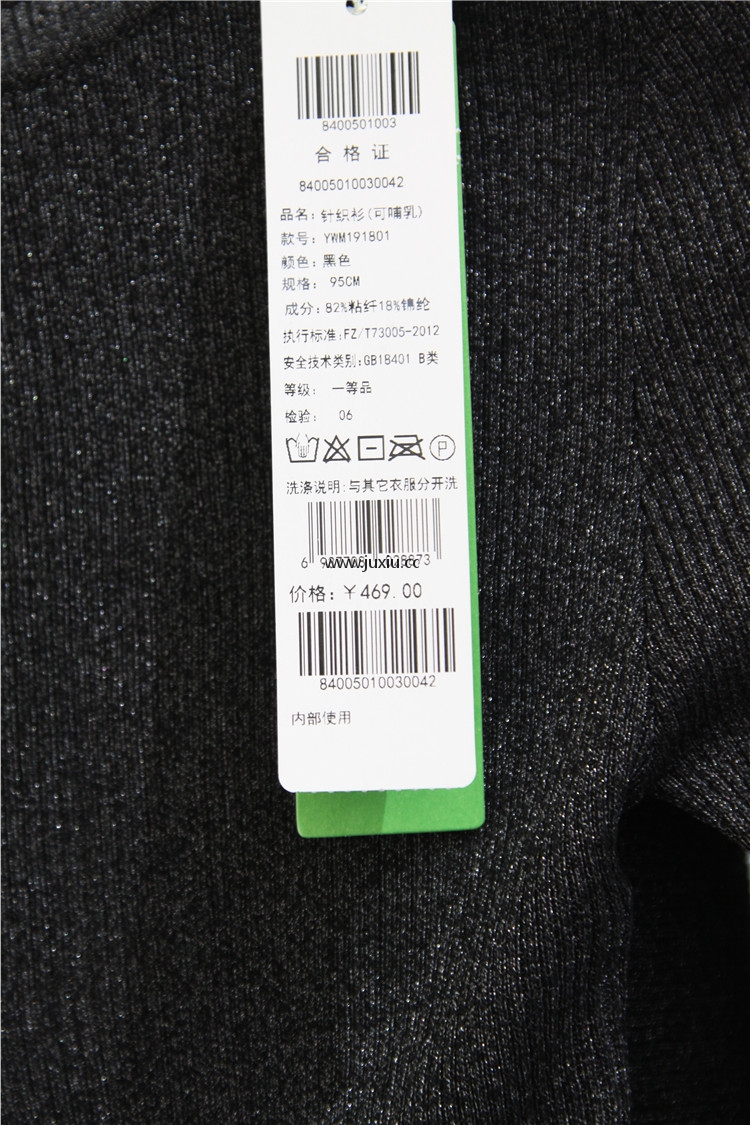 8400501003
合格证
84005010030042
品名：针织衫(可哺乳)
款号：YWM191801
颜色：黑色
规格： 95CM
成分：82%粘纤18%锦纶
执行标准:FZ/T73005-2012
安全技术类别:GB18401 B类
等级： 一等品
检验： 06
P
洗涤说明:与其它衣服分开洗
www.juxiu.cc
价格：￥469.00
84005010030042
内部使用